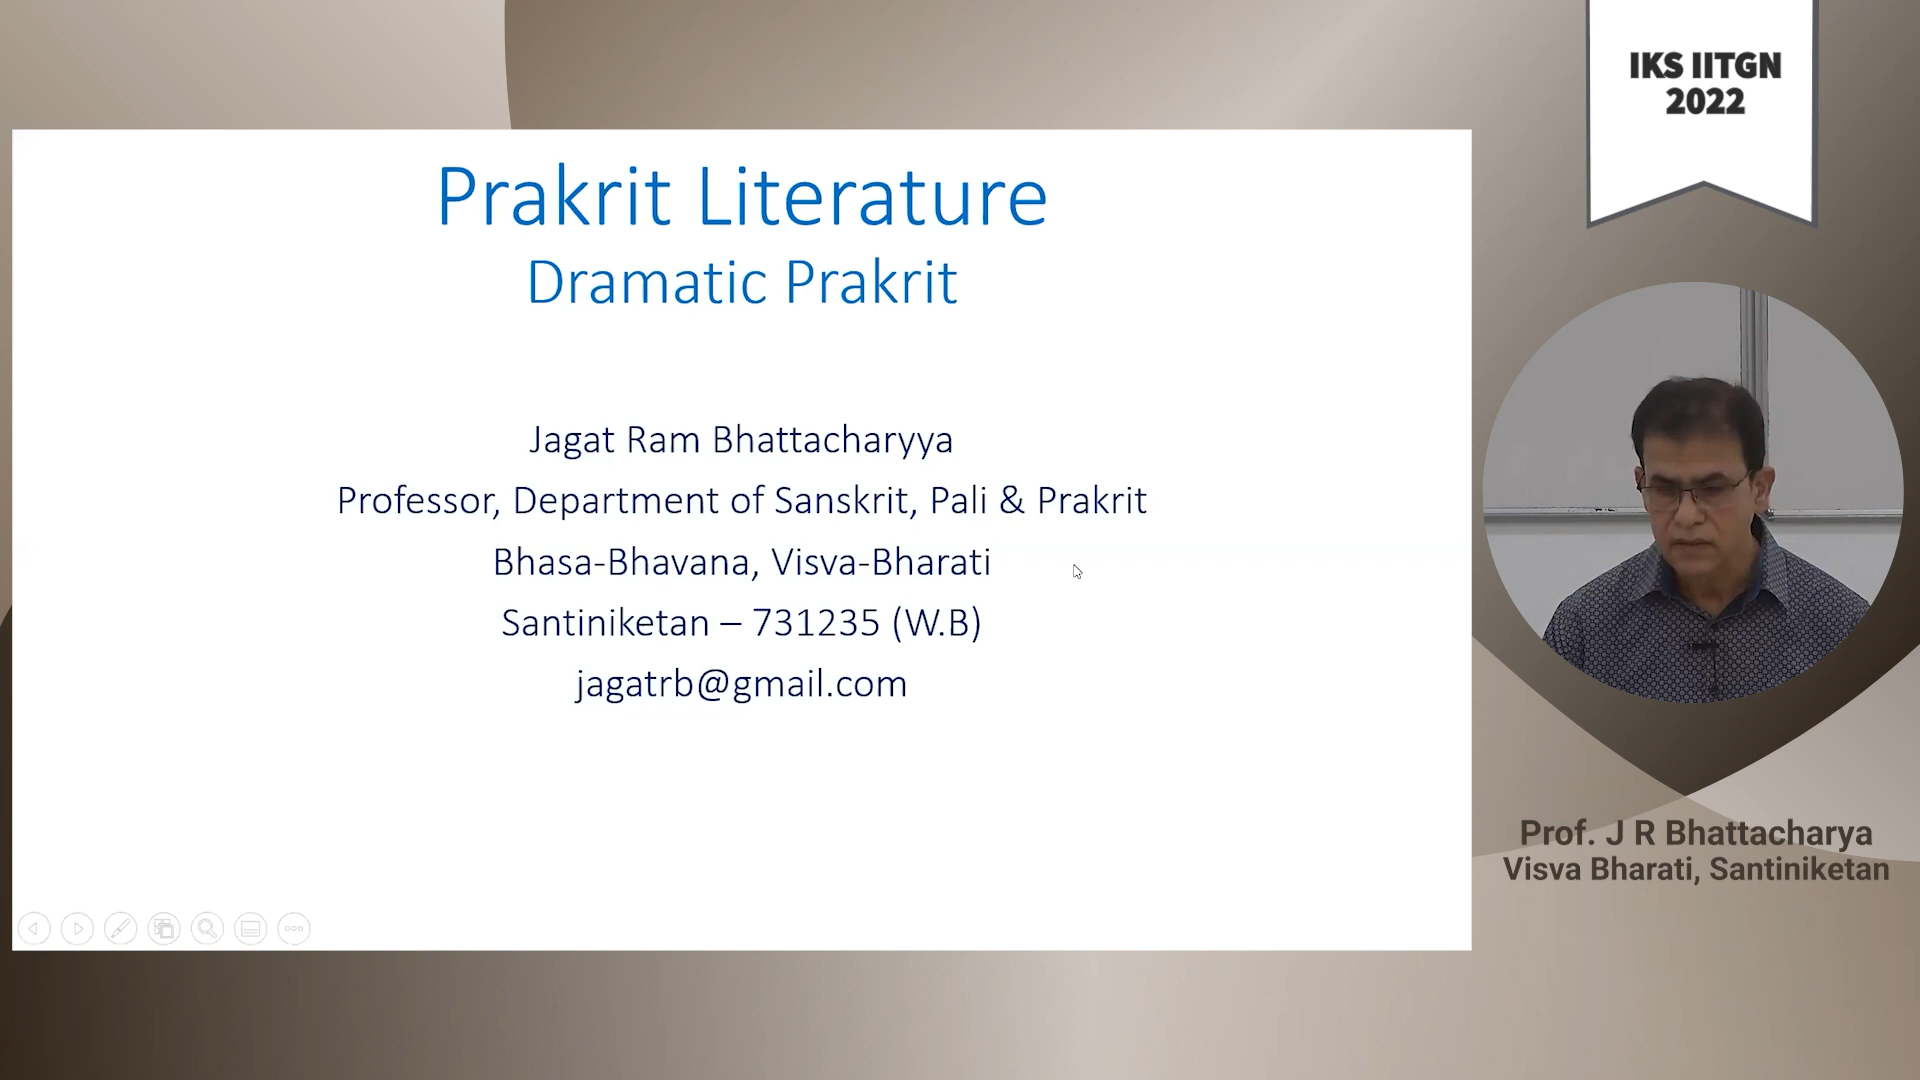 Prakrit Literature
Dramatic Prakrit
Jagat Ram Bhattacharyya
Professor, Department of Sanskrit, Pali & Prakrit
Bhasa-Bhavana, Visva-Bharati
Santiniketan – 731235 (W.B)
jagatrb@gmail.com
IKS IITGN
2022
Prof. J R Bhattacharya
Visva Bharati, Santiniketan